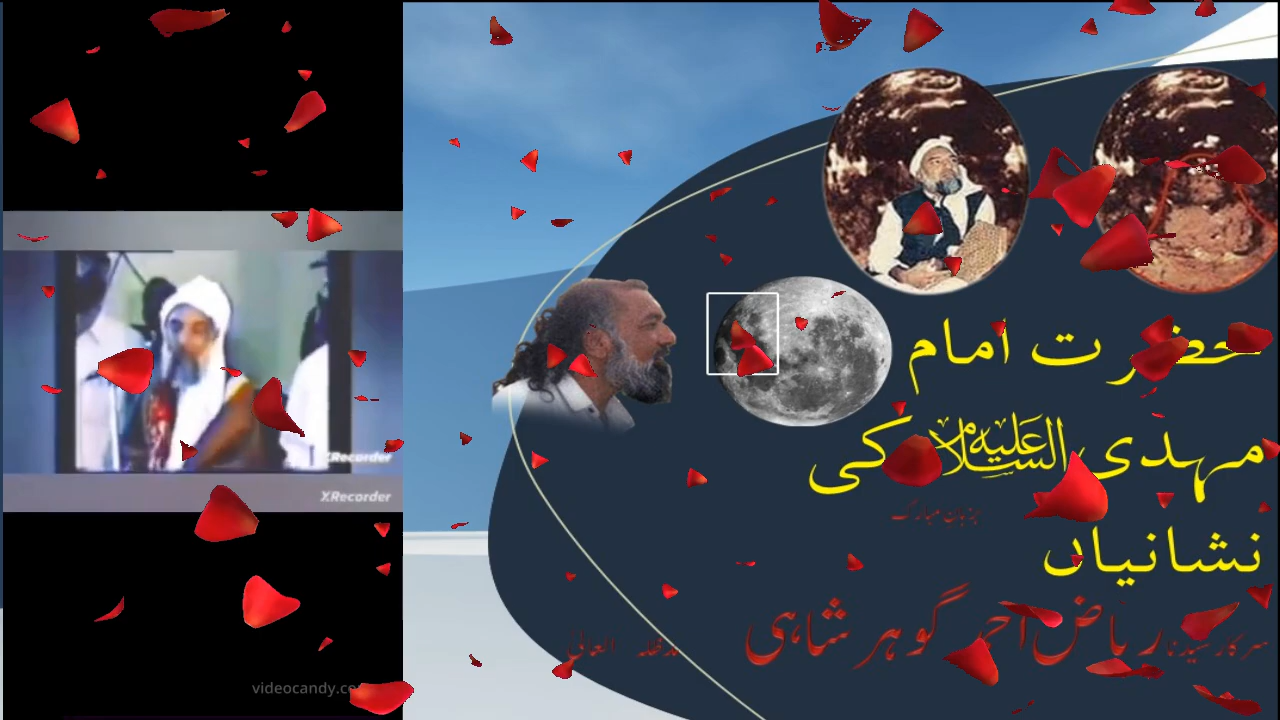 حضرت امام
مہدی علیہ السلام کی
بزبان مبارک
نشانیاں
سرکار سیدنا ریاض احمد گوہر شاہی مدظلہ العالی
XRecorder
XRecorder
videocandy.co